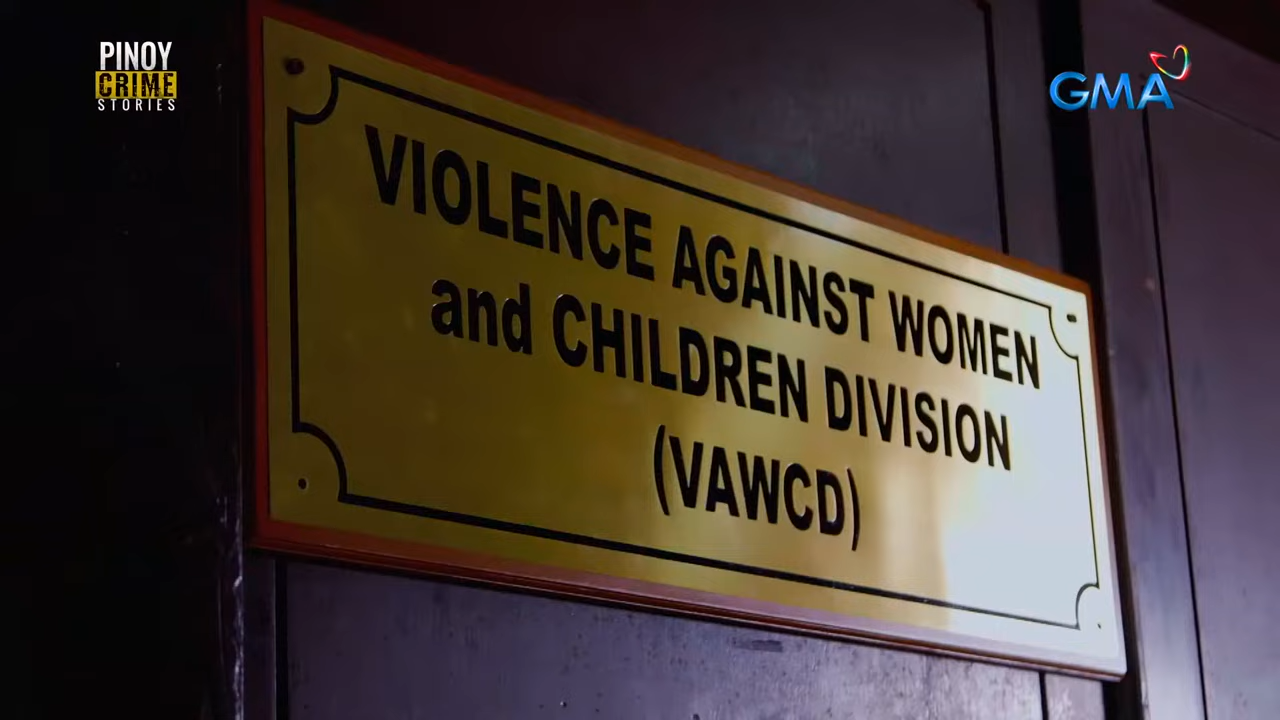 PINOY
CRIME
STORIES
GMA
VIOLENCE AGAINST WOMEN
and CHILDREN DIVISION
(VAWCD)